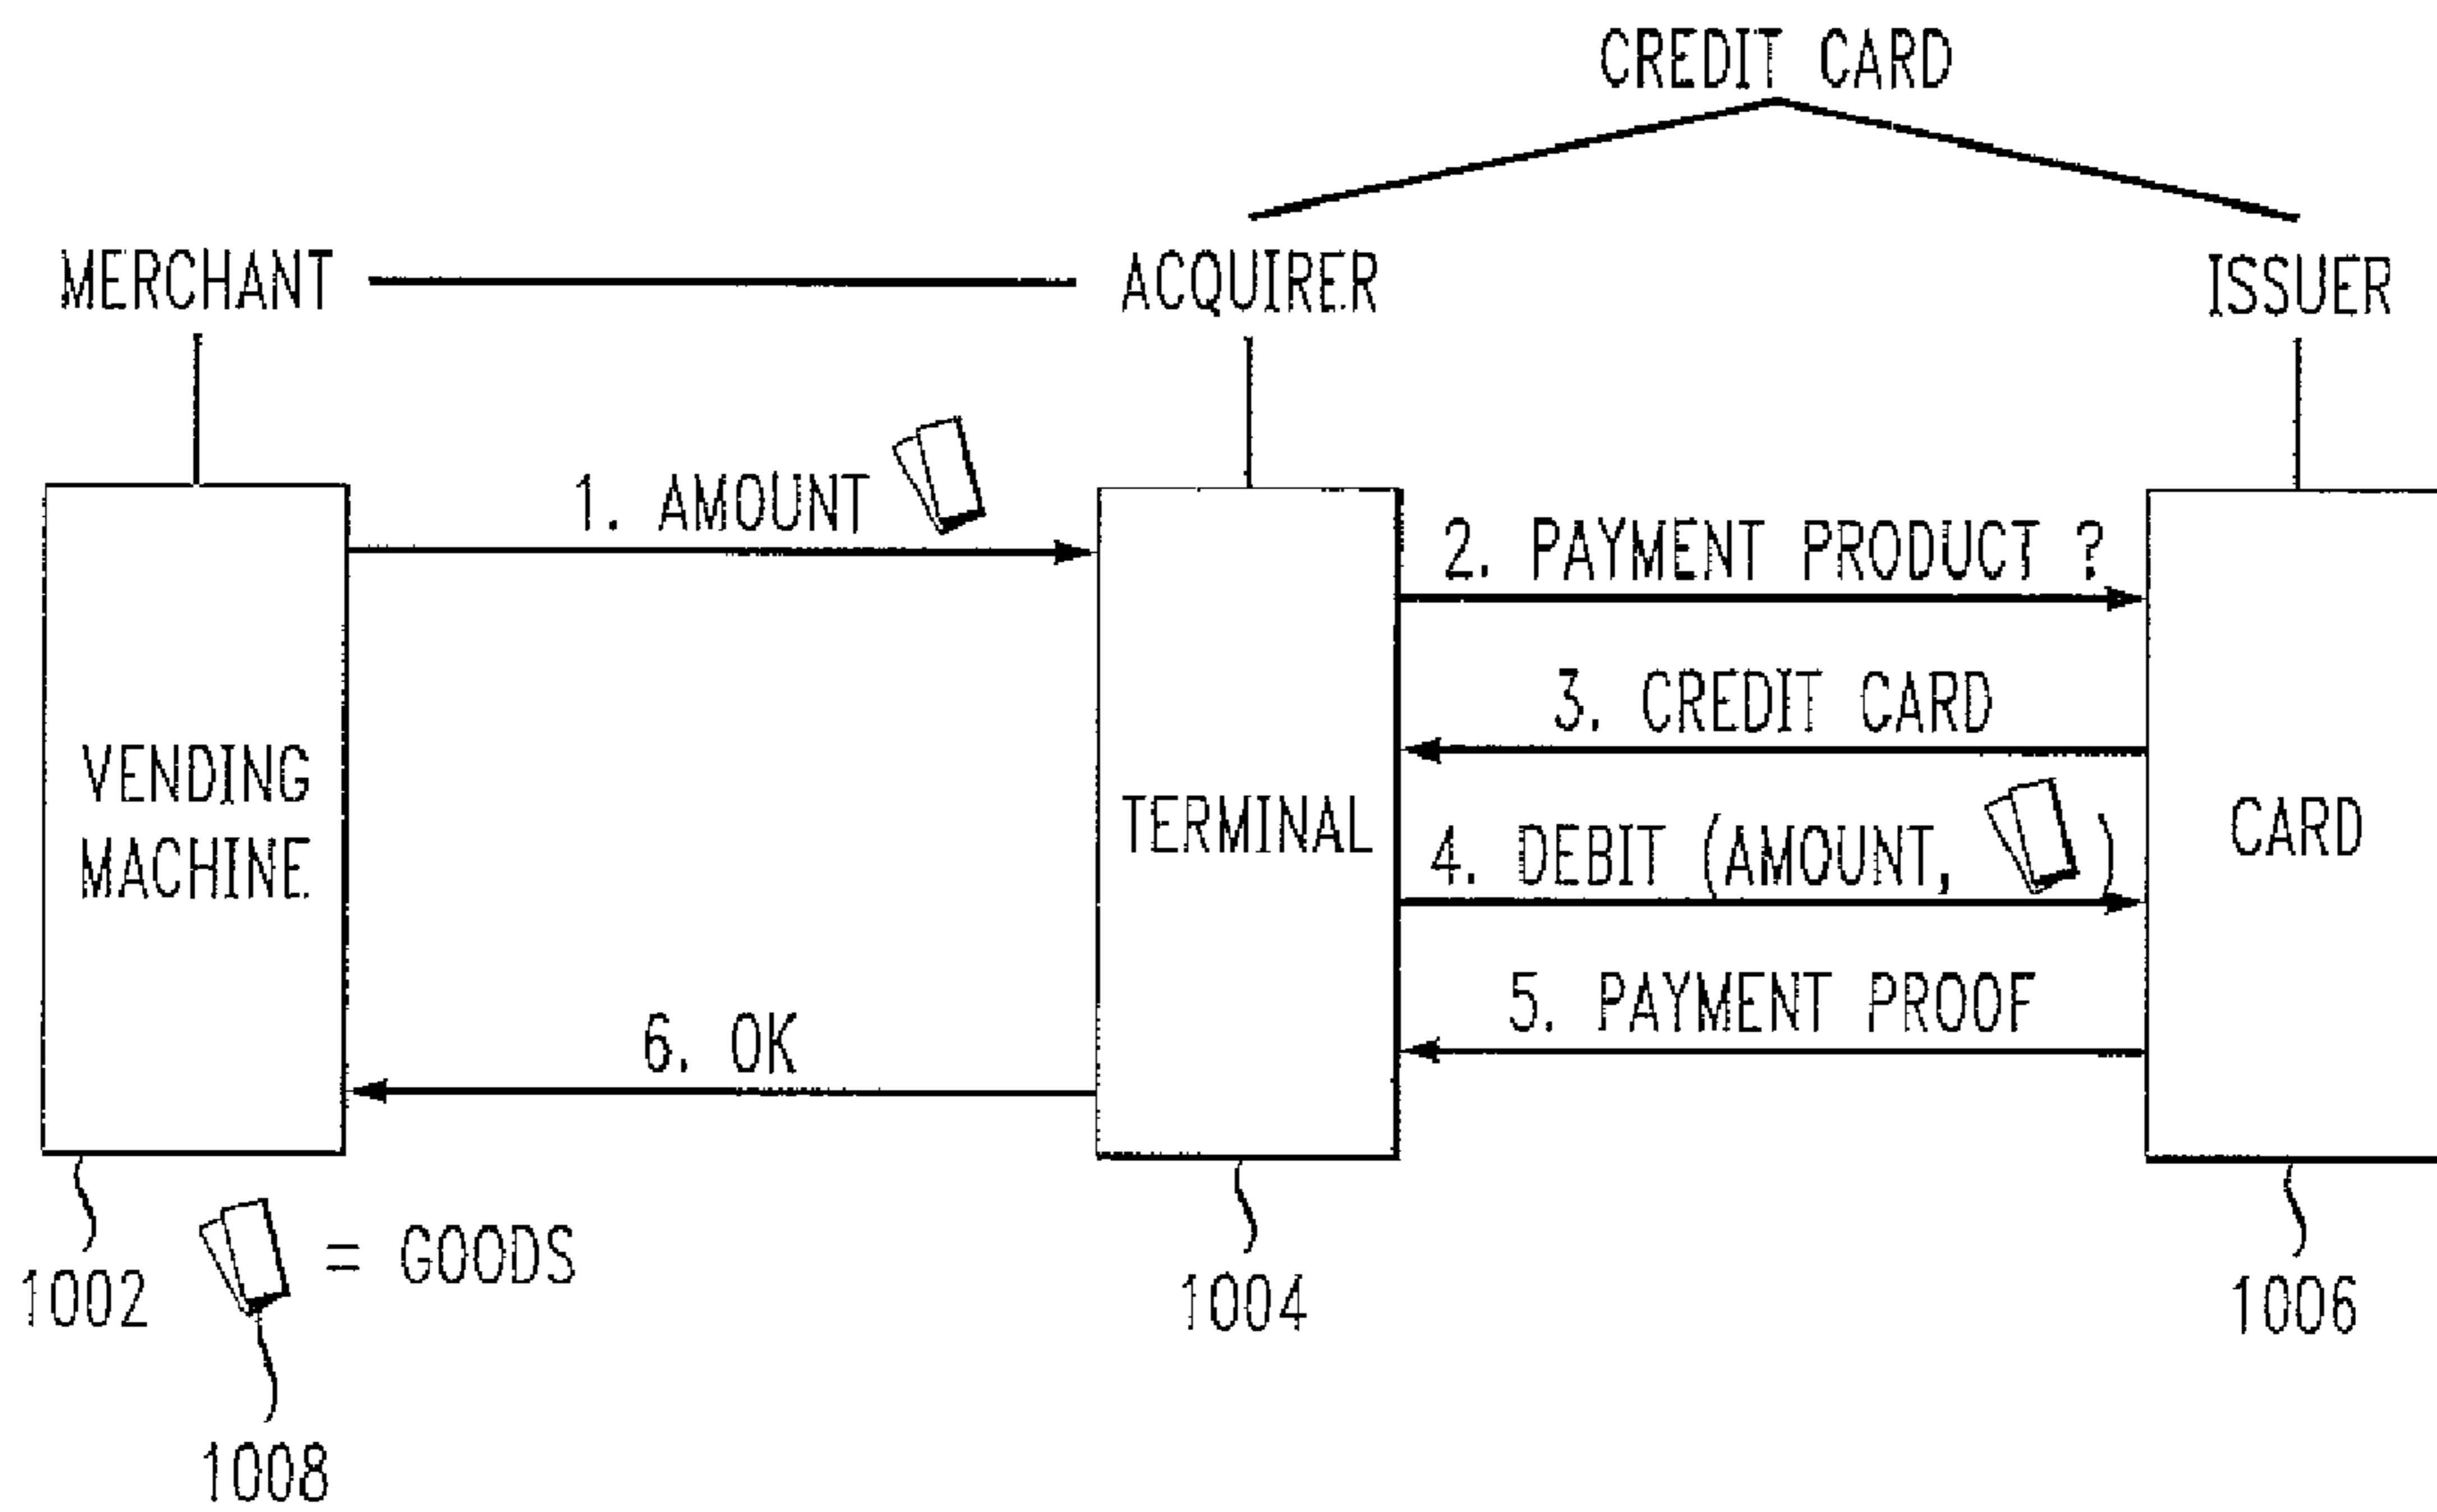 CREDIT CARD
MERCHANT
ACQUIRER
ISSUER
1. AMOUNT
2. PAYMENT PRODUCT ?
3. CREDIT CARD
VENDING
MACHINE
TERMINAL
4. DEBIT (AMOUNT, )
CARD
5. PAYMENT PROOF
6. OK
= GOODS
1002
1004
1006
1008